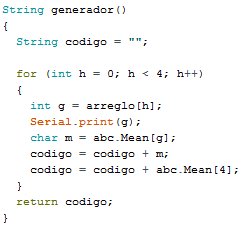 String generador()
{
  String codigo = "";

  for (int h = 0; h < 4; h++)
  {
    int g = arreglo[h];
    Serial.print(g);
    char m = abc.Mean[g];
    codigo = codigo + m;
    codigo = codigo + abc.Mean[4];
  }
  return codigo;
}